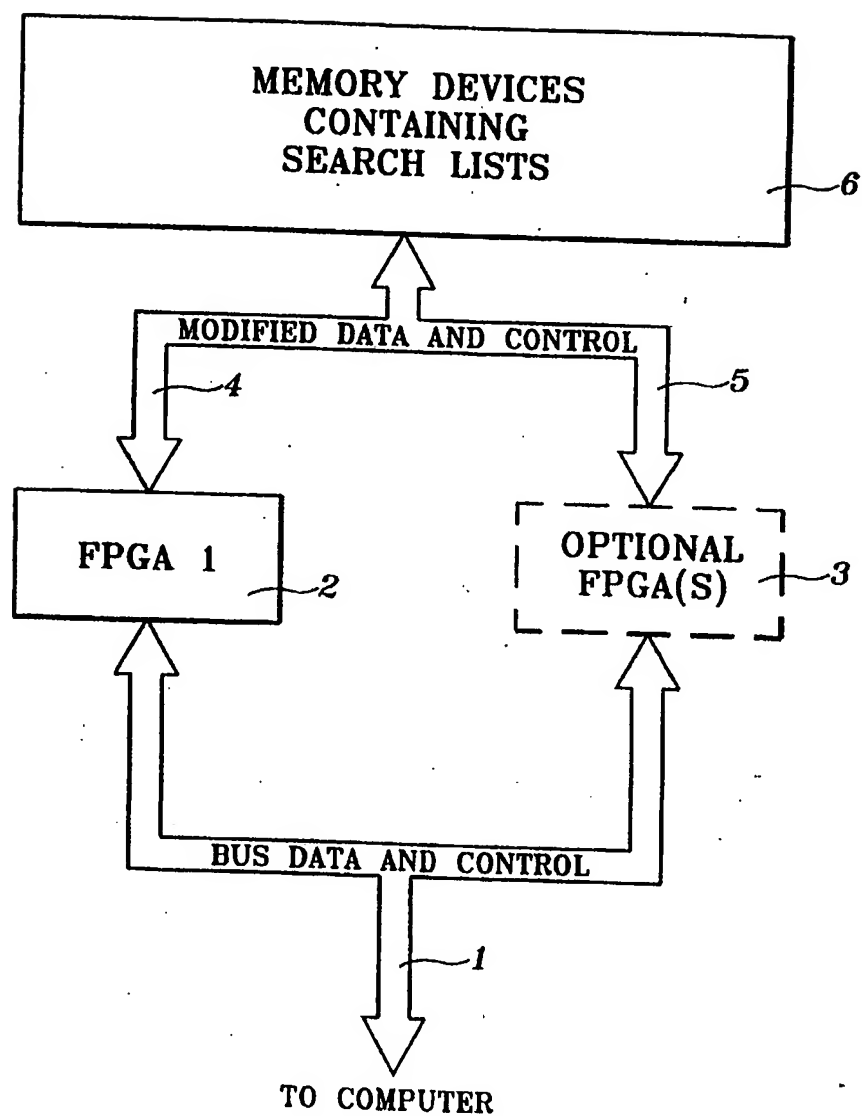 MEMORY DEVICES
CONTAINING
SEARCH LISTS
6
MODIFIED DATA AND CONTROL
4
5
FPGA 1
2
OPTIONAL
FPGA(S)
3
BUS DATA AND CONTROL
1
TO COMPUTER